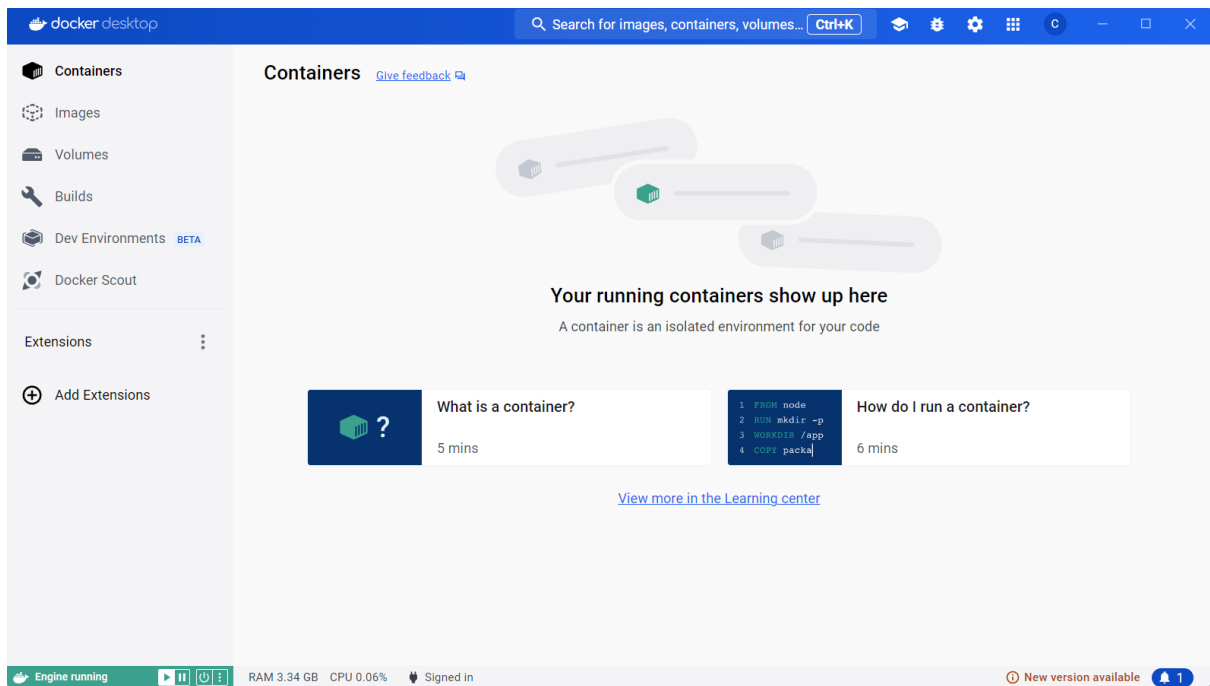 docker desktop
Search for images, containers, volumes... Ctrl+K
C
Containers
Images
Volumes
Builds
Dev Environments BETA
Docker Scout
Extensions
Add Extensions
Containers Give feedback
Your running containers show up here
A container is an isolated environment for your code
?
What is a container?
5 mins
1 FROM node
2 RUN mkdir -p
3 WORKDIR /app
4 COPY packa
How do I run a container?
6 mins
View more in the Learning center
Engine running
RAM 3.34 GB CPU 0.06% Signed in
New version available 1